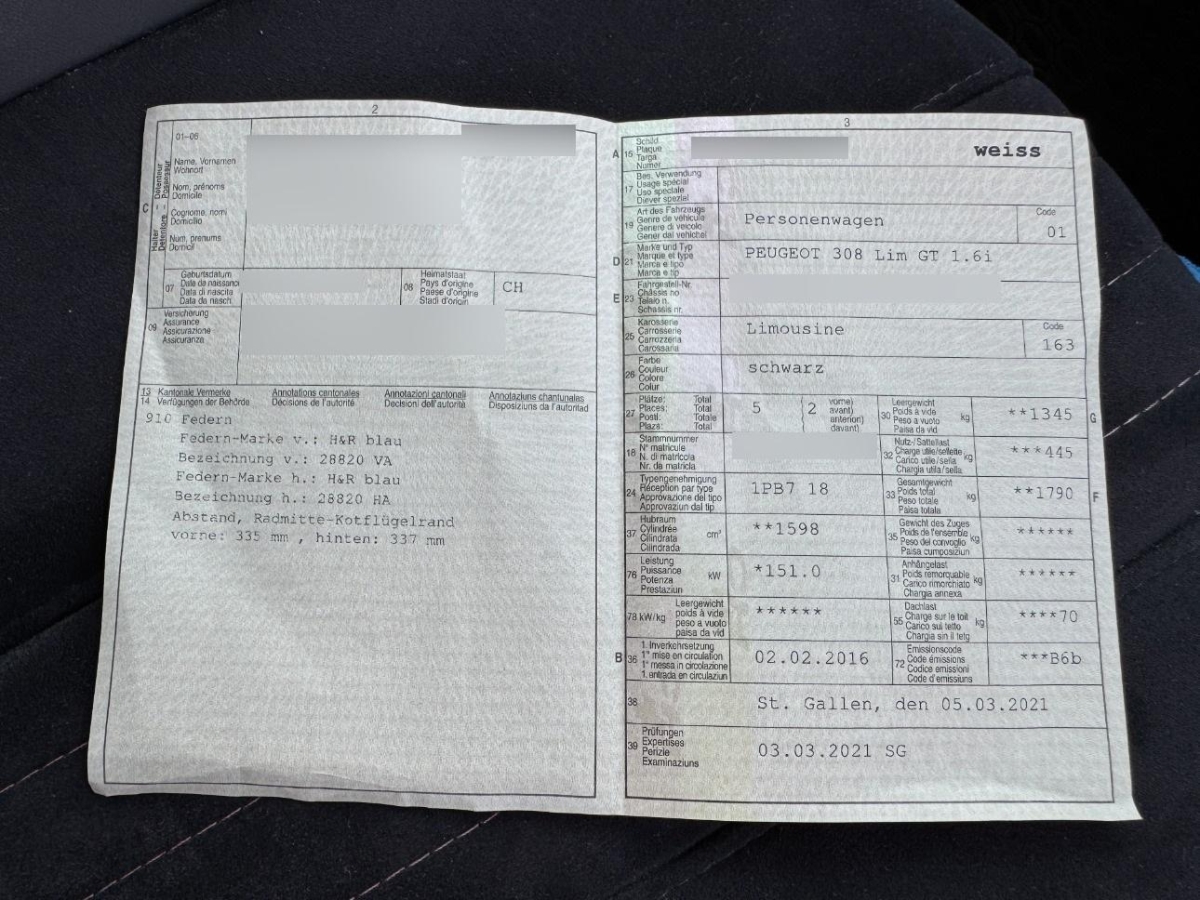 2
01-06
Name, Vornamen
Wohnort
Nom, prénoms
Domicile
Cognome, nomi
Domicilio
Num, prenums
Domicil
C
Halter - Détenteur
Detentore - Possessur
07
Geburtsdatum
Date de naissance
Data di nascita
Data da nasch.
08
Heimatstaat
Pays d'origine
Paese d'origine
Stadi d'origin
CH
09
Versicherung
Assurance
Assicurazione
Assicuranza
13 Kantonale Vermerke Annotations cantonales Annotazioni cantonali Annotaziuns chantunalas
14 Verfügungen der Behörde Décisions de l'autorité Decisioni dell'autorità Disposiziuns da l'autoritad
910 Federn
Federn-Marke v.: H&R blau
Bezeichnung v.: 28820 VA
Federn-Marke h.: H&R blau
Bezeichnung h.: 28820 HA
Abstand, Radmitte-Kotflügelrand
vorne: 335 mm , hinten: 337 mm
3
A 15
Schild
Plaque
Targa
Numer
weiss
17
Bes. Verwendung
Usage spécial
Uso speciale
Diever spezial
19
Art des Fahrzeugs
Genre de véhicule
Genere di veicolo
Gener dal vehichel
Personenwagen
Code
01
D 21
Marke und Typ
Marque et type
Marca e tipo
Marca e tip
PEUGEOT 308 Lim GT 1.6i
E 23
Fahrgestell-Nr.
Châssis no
Telaio n.
Schassis nr.
25
Karosserie
Carrosserie
Carrozzeria
Carossaria
Limousine
Code
163
26
Farbe
Couleur
Colore
Colur
schwarz
27
Plätze: Total
Places: Total
Posti: Totale
Plazs: Total
5
2
vorne)
avant)
anteriori)
davant)
30
Leergewicht
Poids à vide
Peso a vuoto
Paisa da vid
kg
**1345
G
18
Stammnummer
N° matricule
N. di matricola
Nr. da matricla
32
Nutz-/Sattellast
Charge utile/sellette
Carico utile/sella
Chargia utila/sella
kg
***445
24
Typengenehmigung
Réception par type
Approvazione del tipo
Approvaziun dal tip
1PB7 18
33
Gesamtgewicht
Poids total
Peso totale
Paisa totala
kg
**1790
F
37
Hubraum
Cylindrée
Cilindrata
Cilindrada
cm³
**1598
35
Gewicht des Zuges
Poids de l'ensemble
Peso del convoglio
Paisa cumposiziun
kg
******
76
Leistung
Puissance
Potenza
Prestaziun
kW
*151.0
31
Anhängelast
Poids remorquable
Carico rimorchiato
Chargia annexa
kg
******
78 kW/kg
Leergewicht
poids à vide
peso a vuoto
paisa da vid
******
55
Dachlast
Charge sur le toit
Carico sul tetto
Chargia sin il tetg
kg
****70
B 36
1. Inverkehrsetzung
1re mise en circulation
1a messa in circolazione
1. entrada en circulaziun
02.02.2016
72
Emissionscode
Code émissions
Codice emissioni
Code d'emissiuns
***B6b
38
St. Gallen, den 05.03.2021
39
Prüfungen
Expertises
Perizie
Examinaziuns
03.03.2021 SG